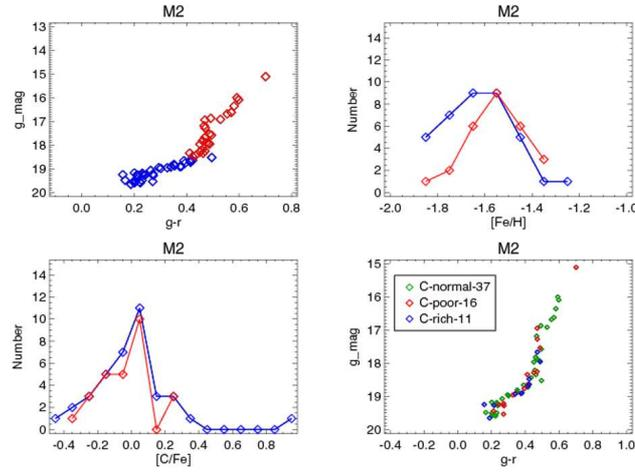 M2
13
14
15
16
17
18
19
20
g_mag
0.0 0.2 0.4 0.6 0.8
g-r
M2
14
12
10
8
6
4
2
0
Number
-2.0 -1.8 -1.6 -1.4 -1.2 -1.0
[Fe/H]
M2
14
12
10
8
6
4
2
0
Number
-0.4 -0.2 0.0 0.2 0.4 0.6 0.8
[C/Fe]
M2
15
16
17
18
19
20
g_mag
C-normal-37
C-poor-16
C-rich-11
-0.4 -0.2 0.0 0.2 0.4 0.6 0.8 1.0
g-r